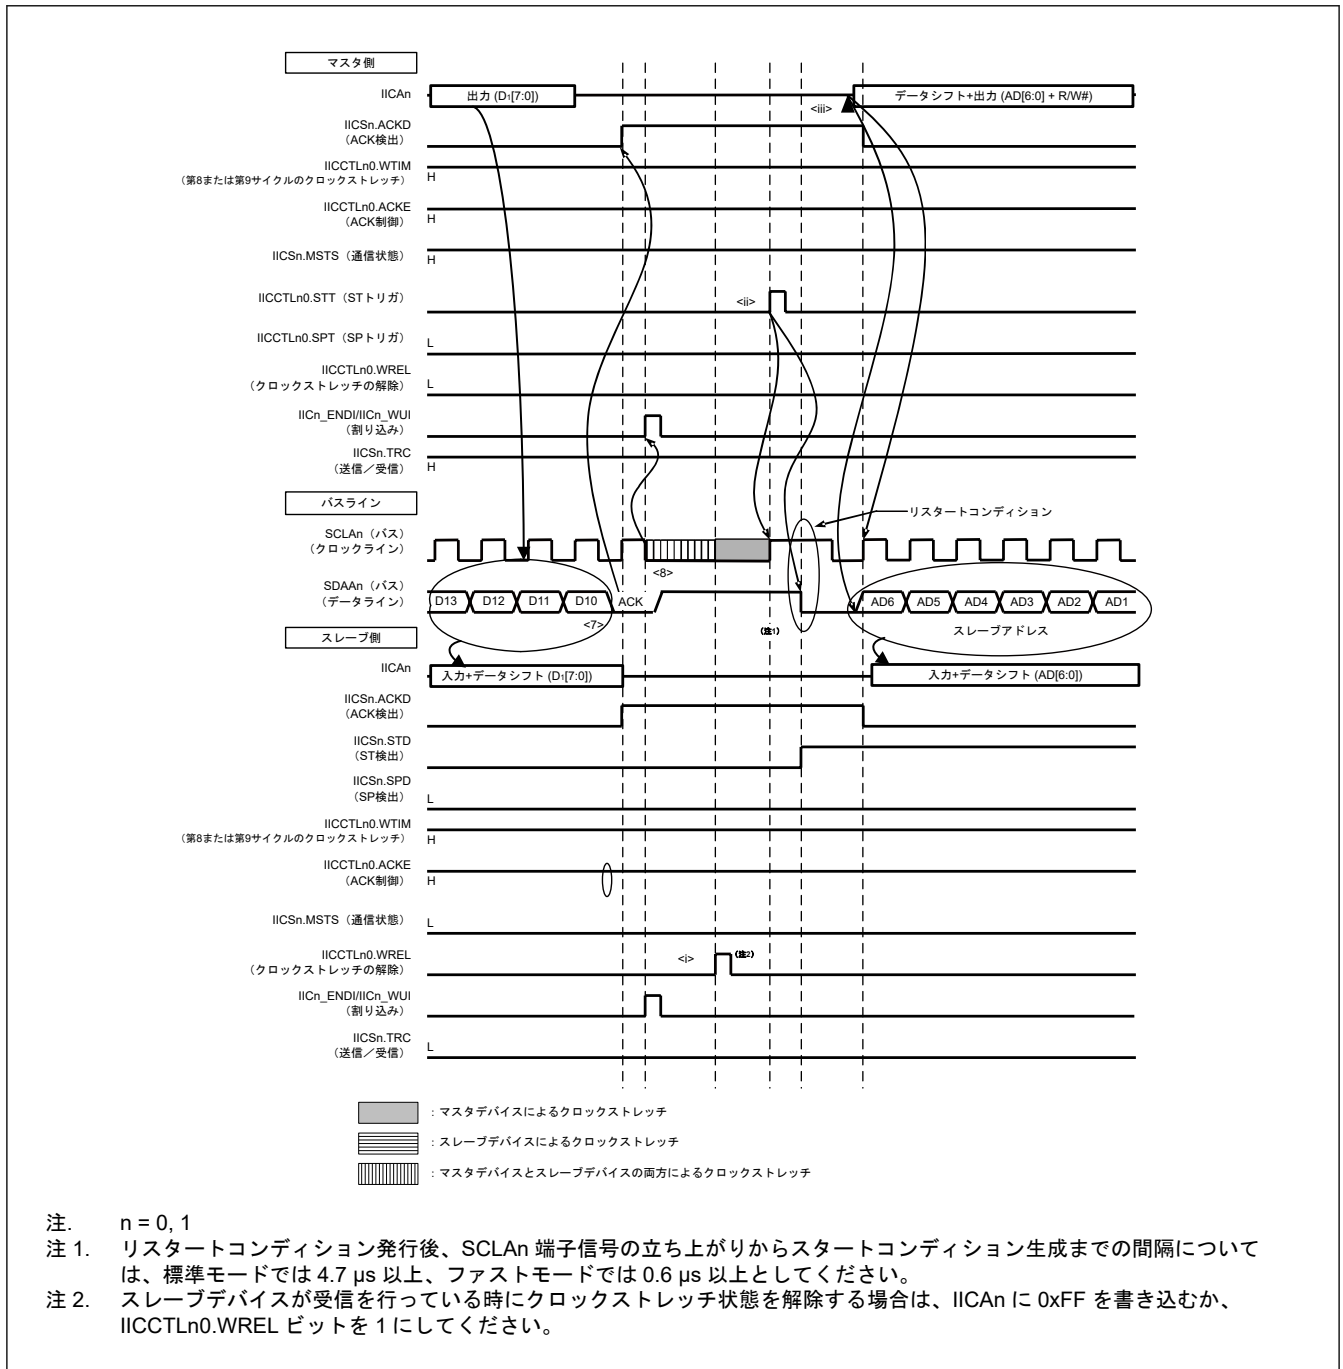 マスタ側
IICAn
出力 (D1[7:0])
データシフト+出力 (AD[6:0] + R/W#)
<iii>
IICSn.ACKD
（ACK検出）
IICCTLn0.WTIM
（第8または第9サイクルのクロックストレッチ）
H
IICCTLn0.ACKE
（ACK制御）
H
IICSn.MSTS（通信状態）
H
IICCTLn0.STT（STトリガ）
<ii>
IICCTLn0.SPT（SPトリガ）
L
IICCTLn0.WREL
（クロックストレッチの解除）
L
IICn_ENDI/IICn_WUI
（割り込み）
IICSn.TRC
（送信／受信）
H
バスライン
リスタートコンディション
SCLAn（バス）
（クロックライン）
<8>
SDAAn（バス）
（データライン）
D13 D12 D11 D10 ACK AD6 AD5 AD4 AD3 AD2 AD1
<7>
（注1）
スレーブアドレス
スレーブ側
IICAn
入力+データシフト (D1[7:0])
入力+データシフト (AD[6:0])
IICSn.ACKD
（ACK検出）
IICSn.STD
（ST検出）
IICSn.SPD
（SP検出）
L
IICCTLn0.WTIM
（第8または第9サイクルのクロックストレッチ）
H
IICCTLn0.ACKE
（ACK制御）
H
IICSn.MSTS（通信状態）
L
IICCTLn0.WREL
（クロックストレッチの解除）
<i>
（注2）
IICn_ENDI/IICn_WUI
（割り込み）
IICSn.TRC
（送信／受信）
L
：マスタデバイスによるクロックストレッチ
：スレーブデバイスによるクロックストレッチ
：マスタデバイスとスレーブデバイスの両方によるクロックストレッチ
注. n = 0, 1
注 1. リスタートコンディション発行後、SCLAn 端子信号の立ち上がりからスタートコンディション生成までの間隔について
は、標準モードでは 4.7 μs 以上、ファストモードでは 0.6 μs 以上としてください。
注 2. スレーブデバイスが受信を行っている時にクロックストレッチ状態を解除する場合は、IICAn に 0xFF を書き込むか、
IICCTLn0.WREL ビットを 1 にしてください。